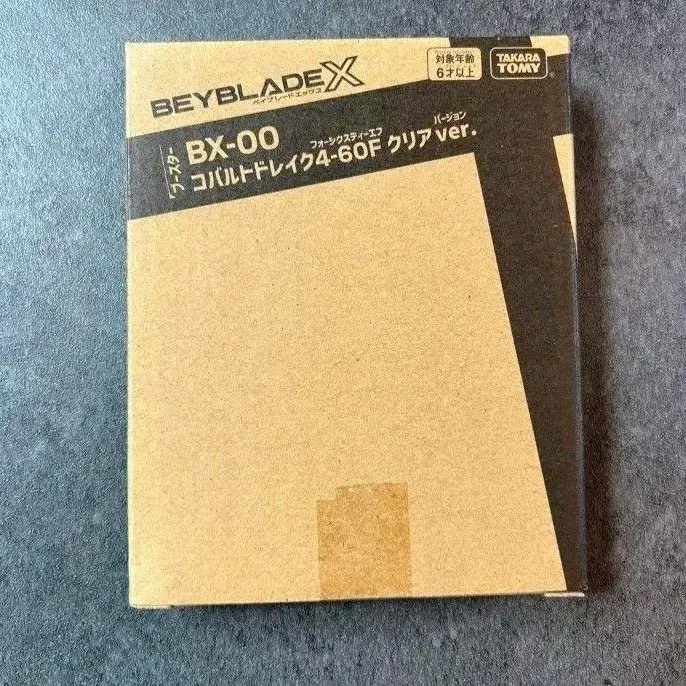 BEYBLADE X
ベイブレードエックス
対象年齢
6才以上
TAKARA
TOMY
ブースター
BX-00
フォーシックスティーエフ バージョン
コバルトドレイク4-60F クリアver.